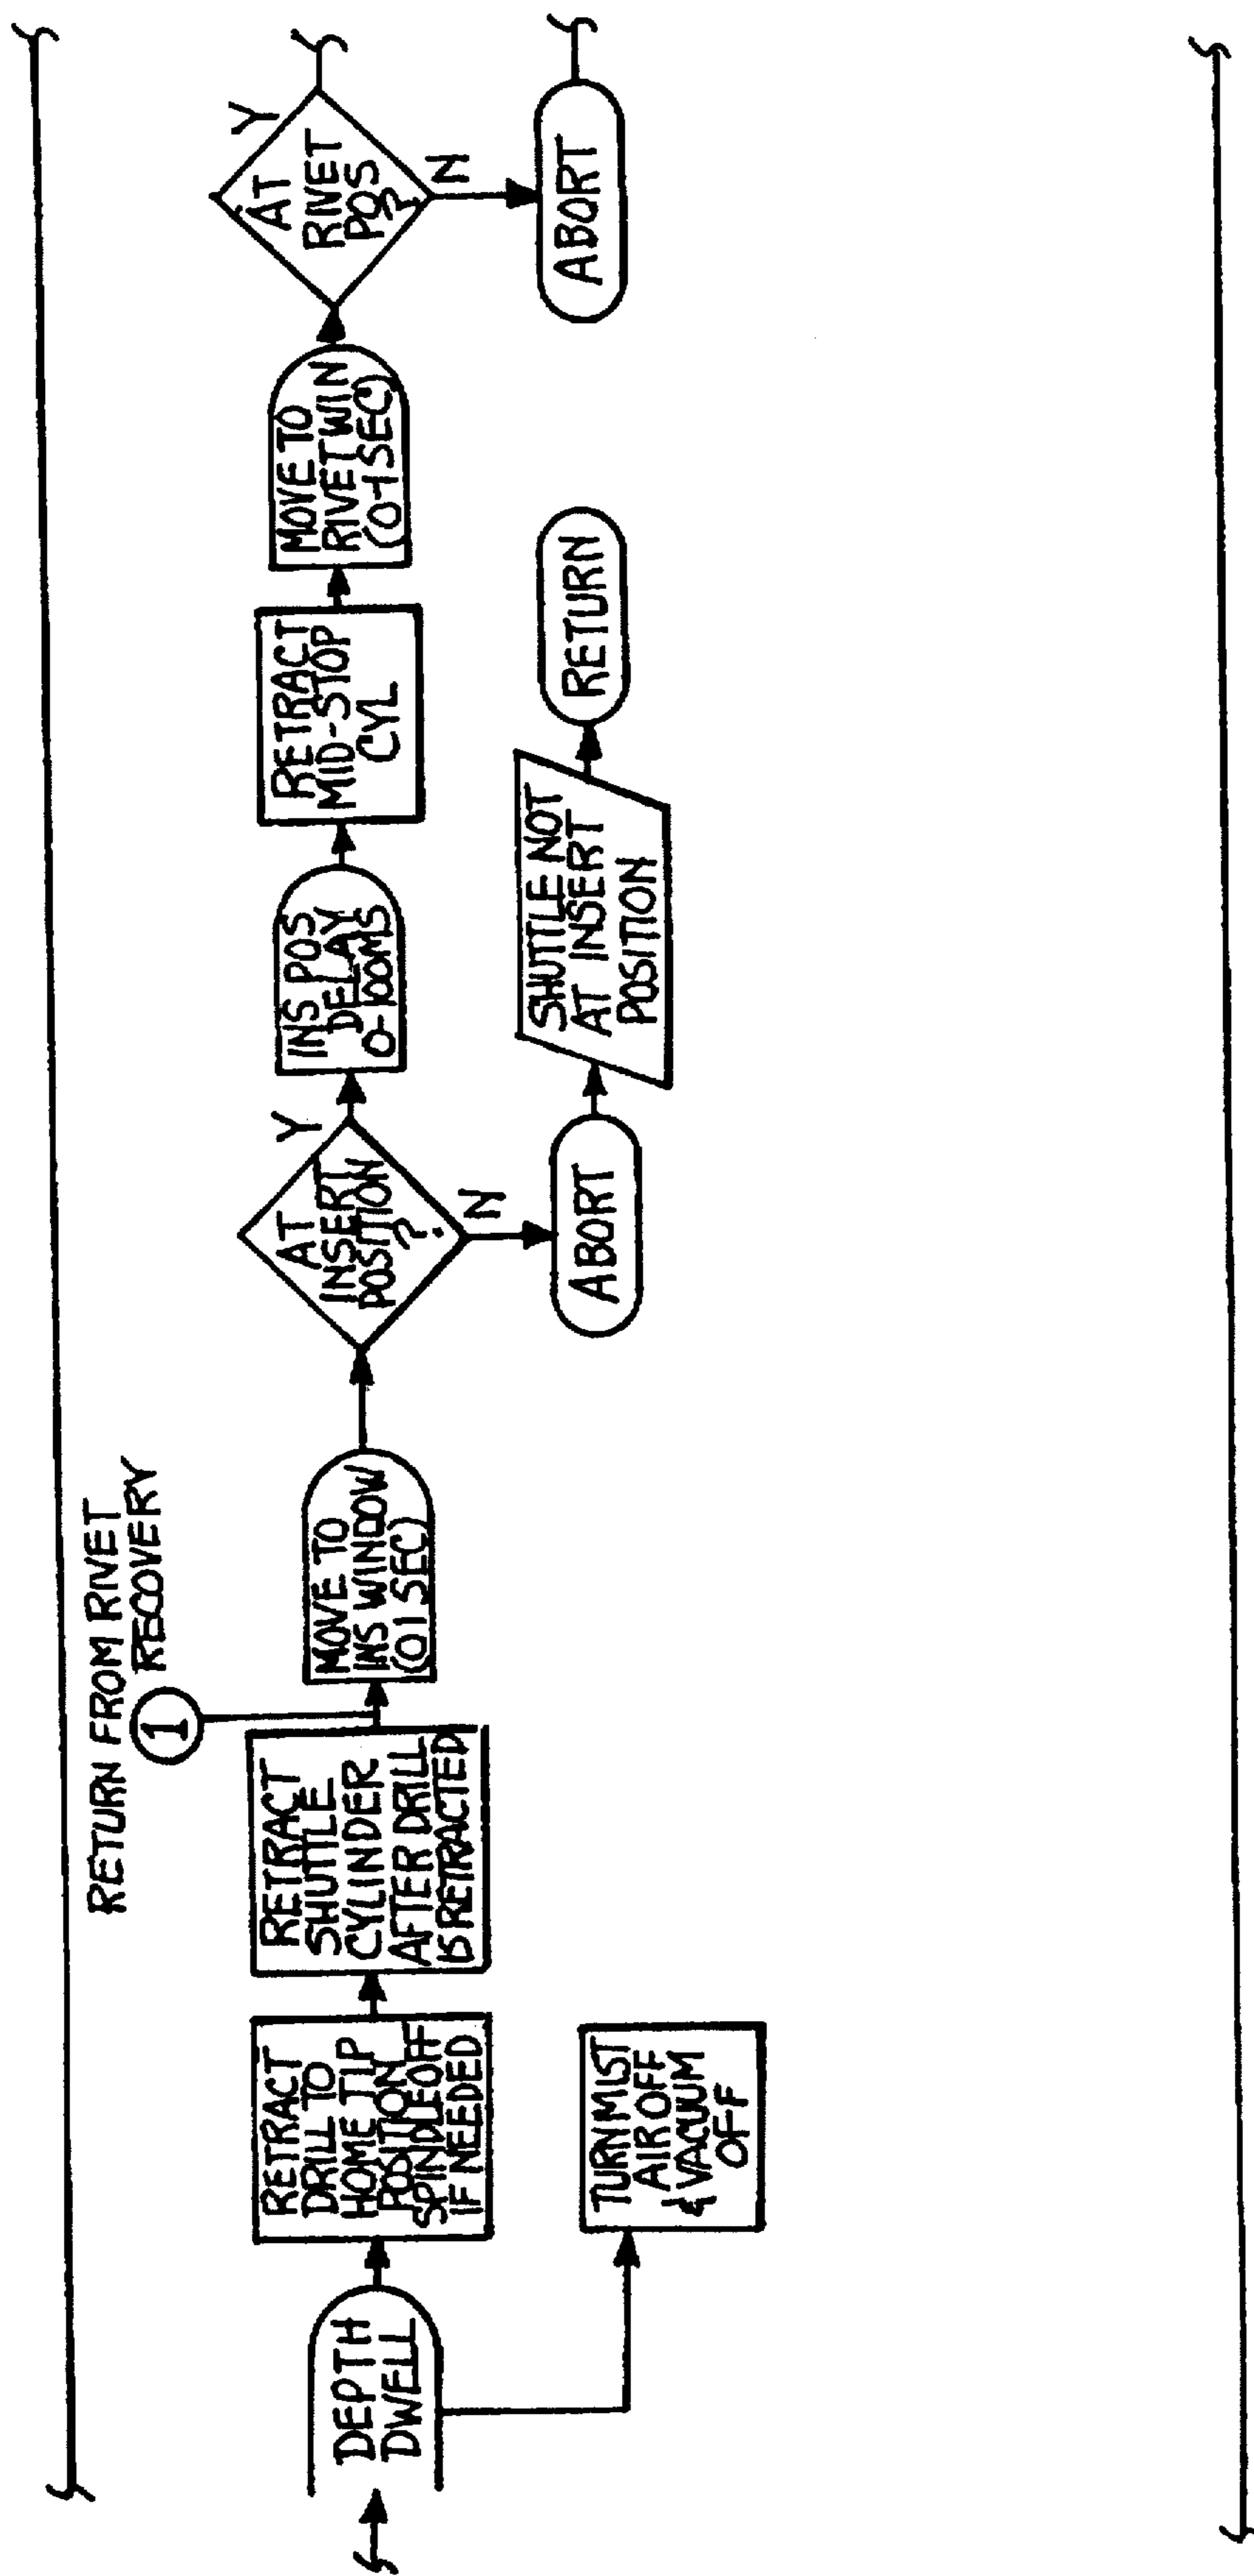 DEPTH
DWELL
RETRACT
DRILL TO
HOME TIP
POSITION
SPINDLE OFF
IF NEEDED
TURN MIST
AIR OFF
& VACUUM
OFF
RETRACT
SHUTTLE
CYLINDER
AFTER DRILL
IS RETRACTED
RETURN FROM RIVET
RECOVERY
1
MOVE TO
INS WINDOW
(01 SEC)
AT
INSERT
POSITION
?
Y
N
ABORT
SHUTTLE NOT
AT INSERT
POSITION
RETURN
INS POS
DELAY
0-100MS
RETRACT
MID-STOP
CYL
MOVE TO
RIVET WIN
(0-1 SEC)
AT
RIVET
POS
?
Y
N
ABORT